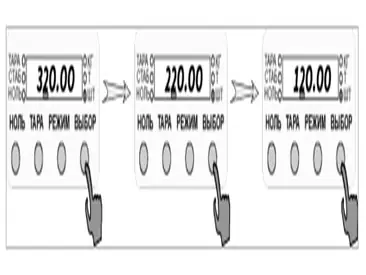 ТАРА КГ
СТАБ 320.00 Т
НОЛЬ ШТ
НОЛЬ ТАРА РЕЖИМ ВЫБОР
ТАРА КГ
СТАБ 220.00 Т
НОЛЬ ШТ
НОЛЬ ТАРА РЕЖИМ ВЫБОР
ТАРА КГ
СТАБ 120.00 Т
НОЛЬ ШТ
НОЛЬ ТАРА РЕЖИМ ВЫБОР